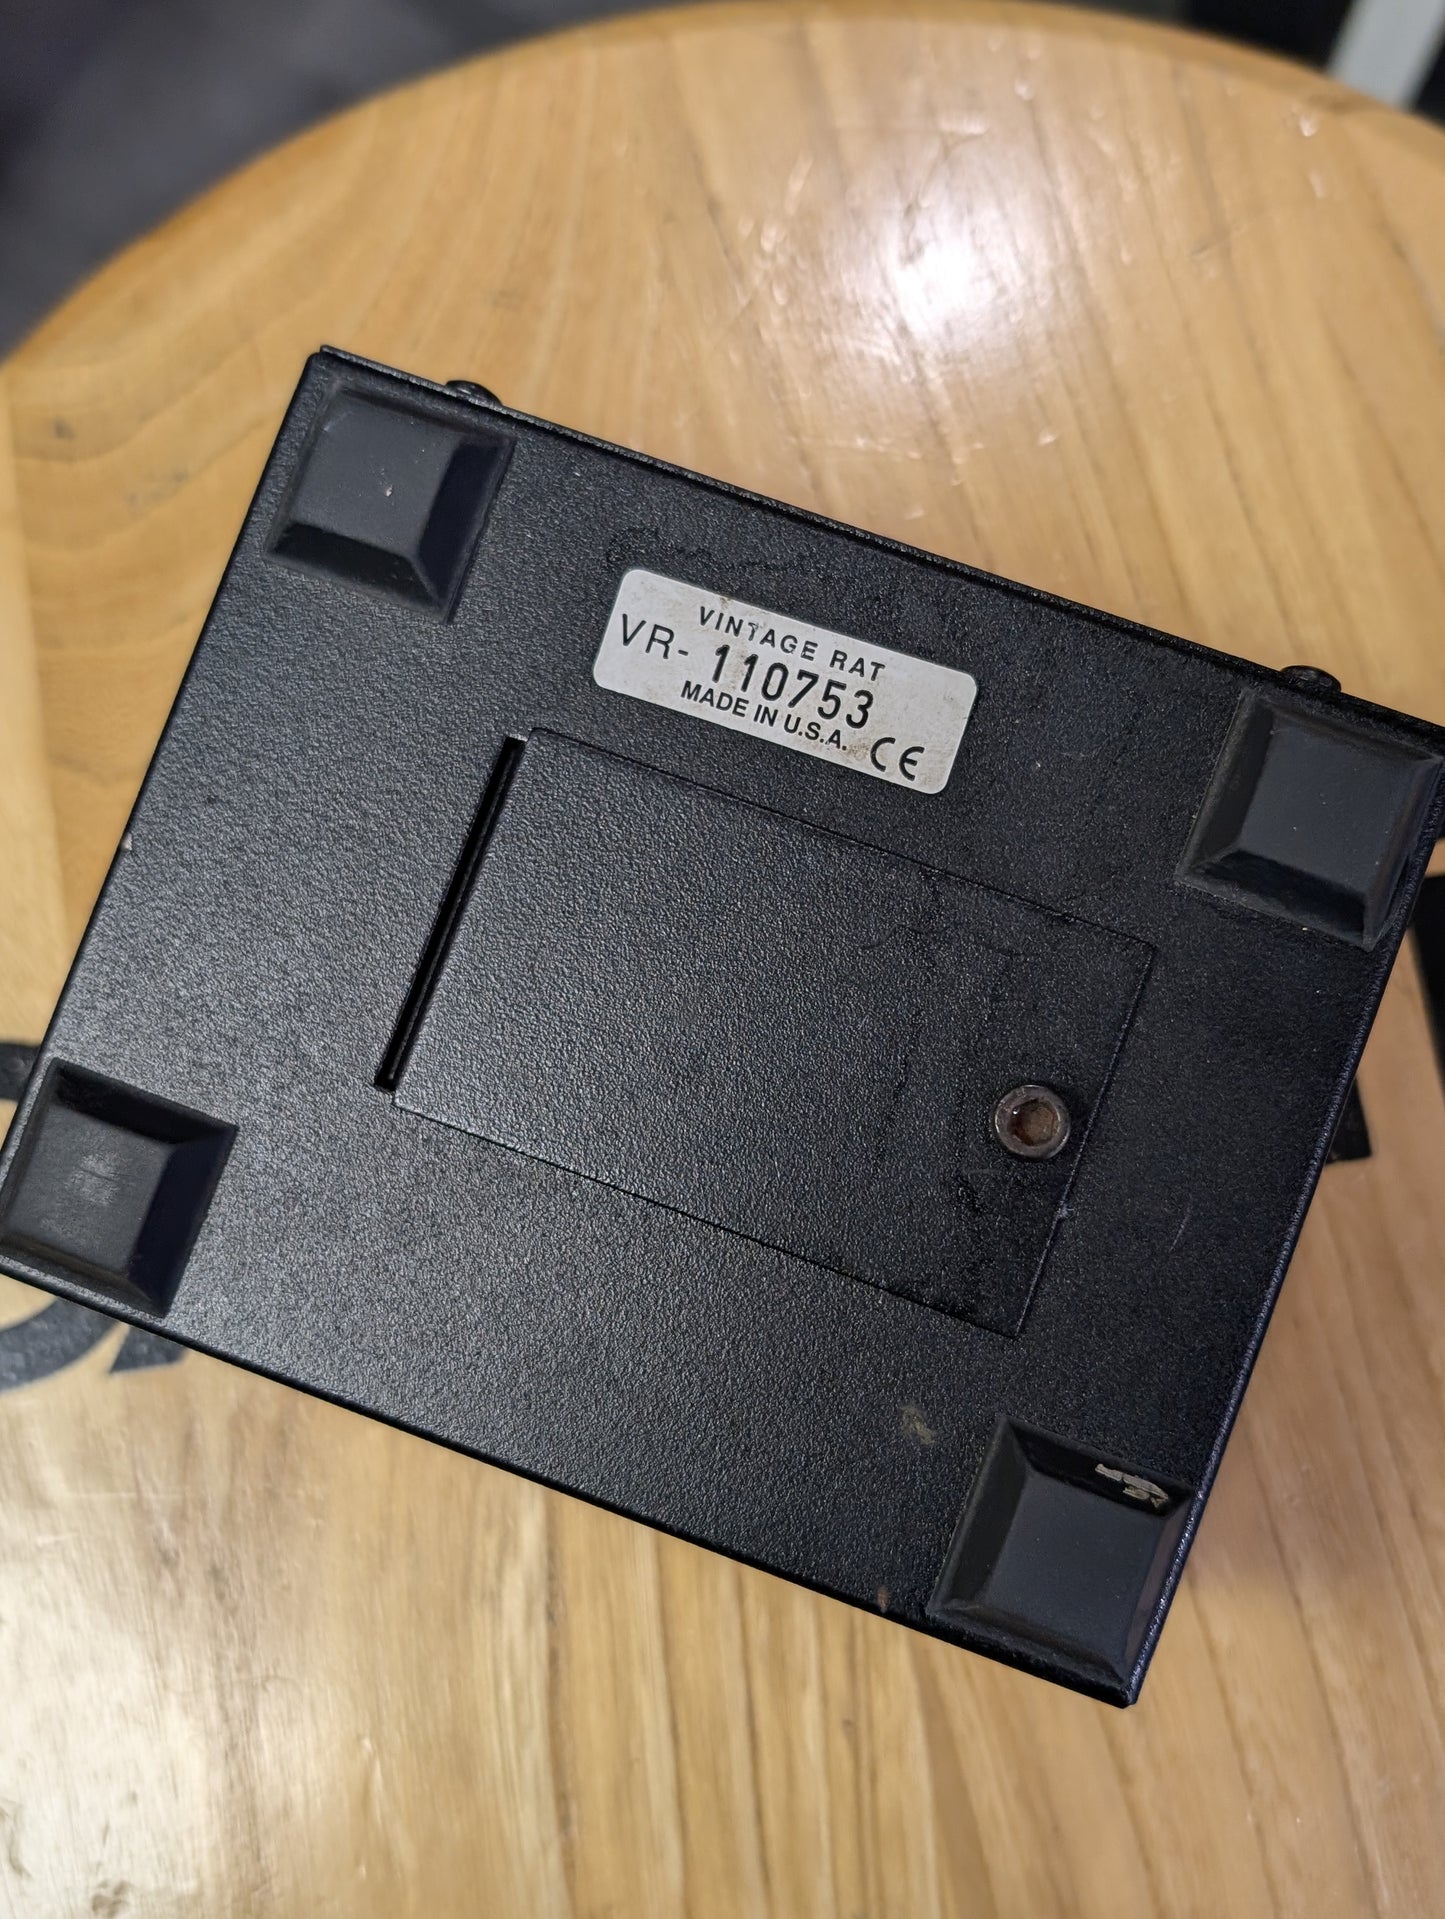 VINTAGE RAT
VR- 110753
MADE IN U.S.A. CE